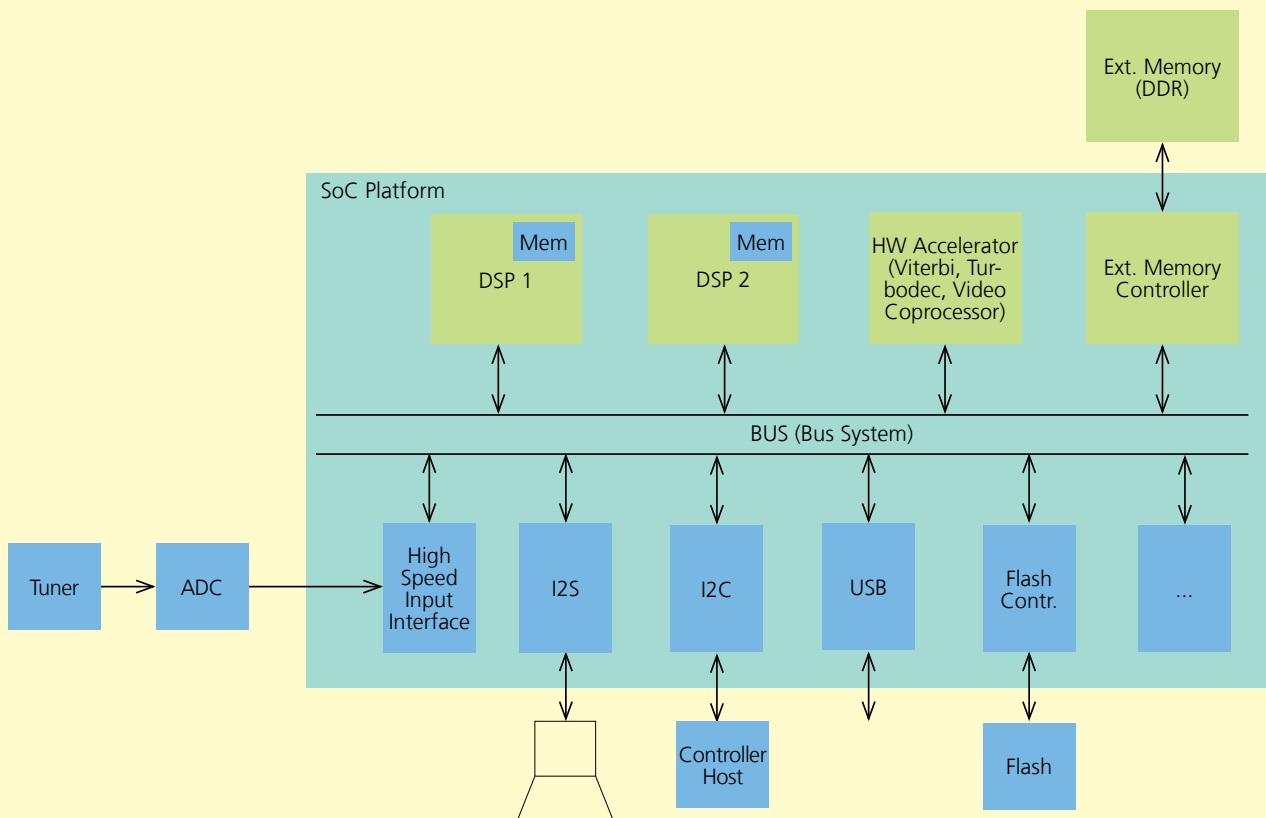 Ext. Memory
(DDR)
SoC Platform
Mem
DSP 1
Mem
DSP 2
HW Accelerator
(Viterbi, Tur-
bodec, Video
Coprocessor)
Ext. Memory
Controller
BUS (Bus System)
Tuner
ADC
High
Speed
Input
Interface
I2S
I2C
USB
Flash
Contr.
...
Controller
Host
Flash